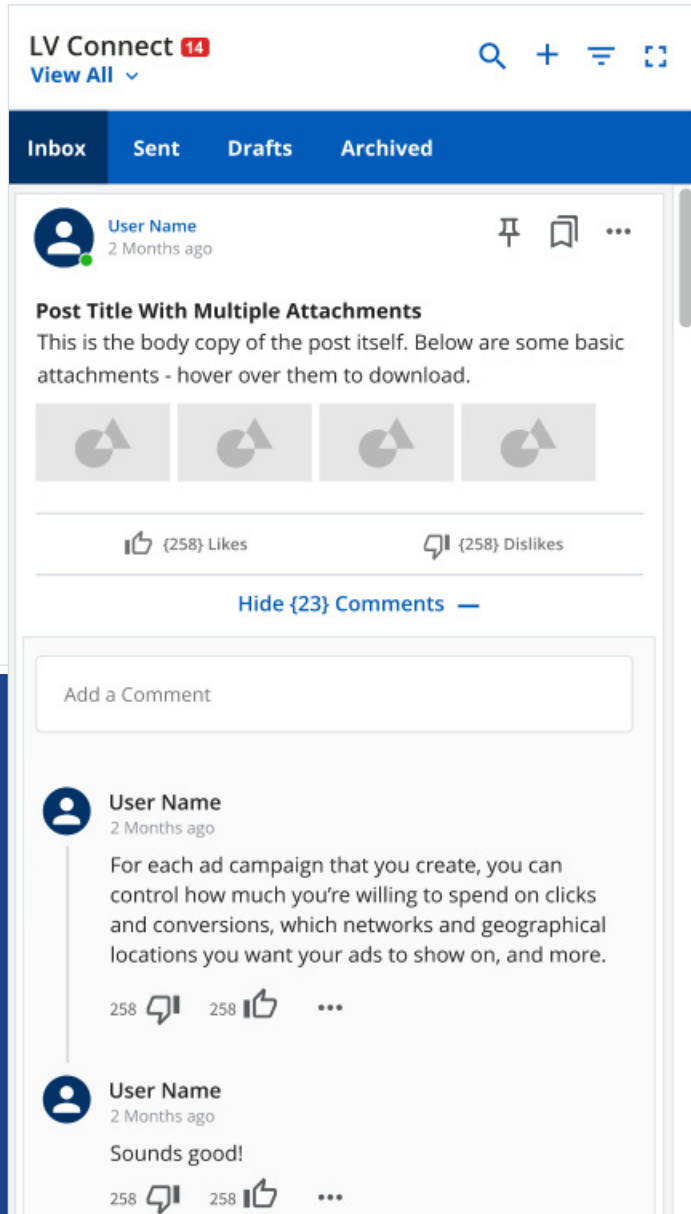 LV Connect 14
View All
Inbox Sent Drafts Archived
User Name
2 Months ago
Post Title With Multiple Attachments
This is the body copy of the post itself. Below are some basic
attachments - hover over them to download.
{258} Likes {258} Dislikes
Hide {23} Comments —
Add a Comment
User Name
2 Months ago
For each ad campaign that you create, you can
control how much you’re willing to spend on clicks
and conversions, which networks and geographical
locations you want your ads to show on, and more.
258 258
User Name
2 Months ago
Sounds good!
258 258